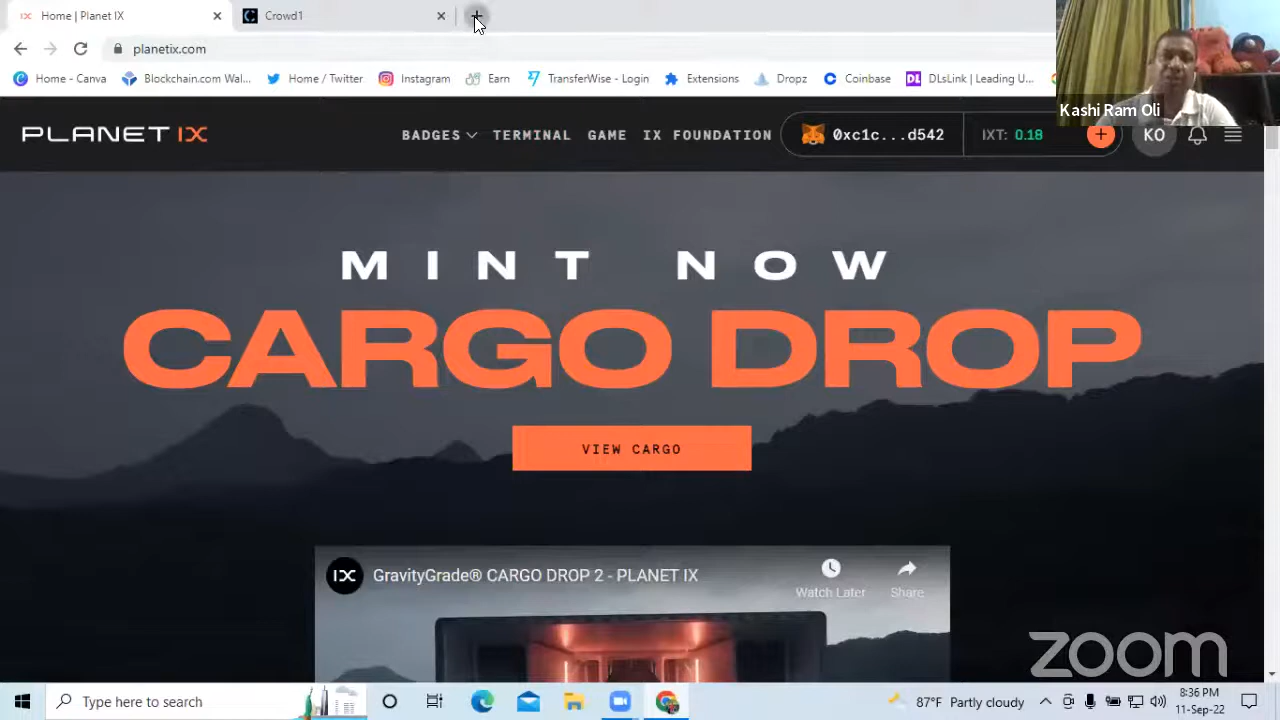 Home | Planet IX
Crowd1
planetix.com
Home - Canva
Blockchain.com Wal...
Home / Twitter
Instagram
Earn
TransferWise - Login
Extensions
Dropz
Coinbase
DLsLink | Leading U...
Kashi Ram Oli
PLANET IX
BADGES
TERMINAL
GAME
IX FOUNDATION
0xc1c...d542
IXT: 0.18
KO
MINT NOW
CARGO DROP
VIEW CARGO
IX
GravityGrade® CARGO DROP 2 - PLANET IX
Watch Later
Share
zoom
Type here to search
87°F Partly cloudy
8:36 PM
11-Sep-22